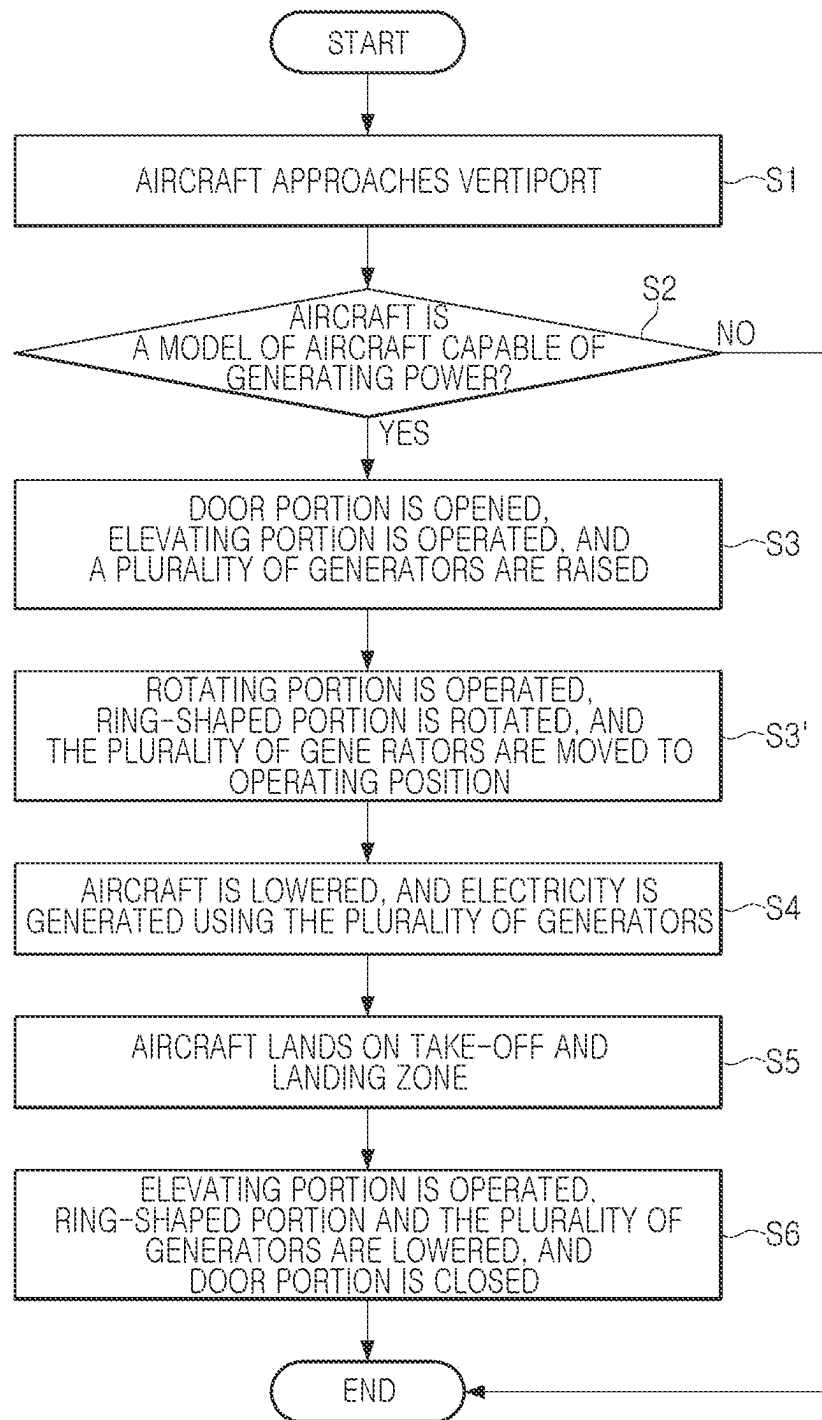 START
AIRCRAFT APPROACHES VERTIPORT
S1
S2
AIRCRAFT IS
A MODEL OF AIRCRAFT CAPABLE OF
GENERATING POWER?
NO
YES
DOOR PORTION IS OPENED,
ELEVATING PORTION IS OPERATED, AND
A PLURALITY OF GENERATORS ARE RAISED
S3
ROTATING PORTION IS OPERATED,
RING-SHAPED PORTION IS ROTATED, AND
THE PLURALITY OF GENE RATORS ARE MOVED TO
OPERATING POSITION
S3'
AIRCRAFT IS LOWERED, AND ELECTRICITY IS
GENERATED USING THE PLURALITY OF GENERATORS
S4
AIRCRAFT LANDS ON TAKE-OFF AND
LANDING ZONE
S5
ELEVATING PORTION IS OPERATED,
RING-SHAPED PORTION AND THE PLURALITY OF
GENERATORS ARE LOWERED, AND
DOOR PORTION IS CLOSED
S6
END